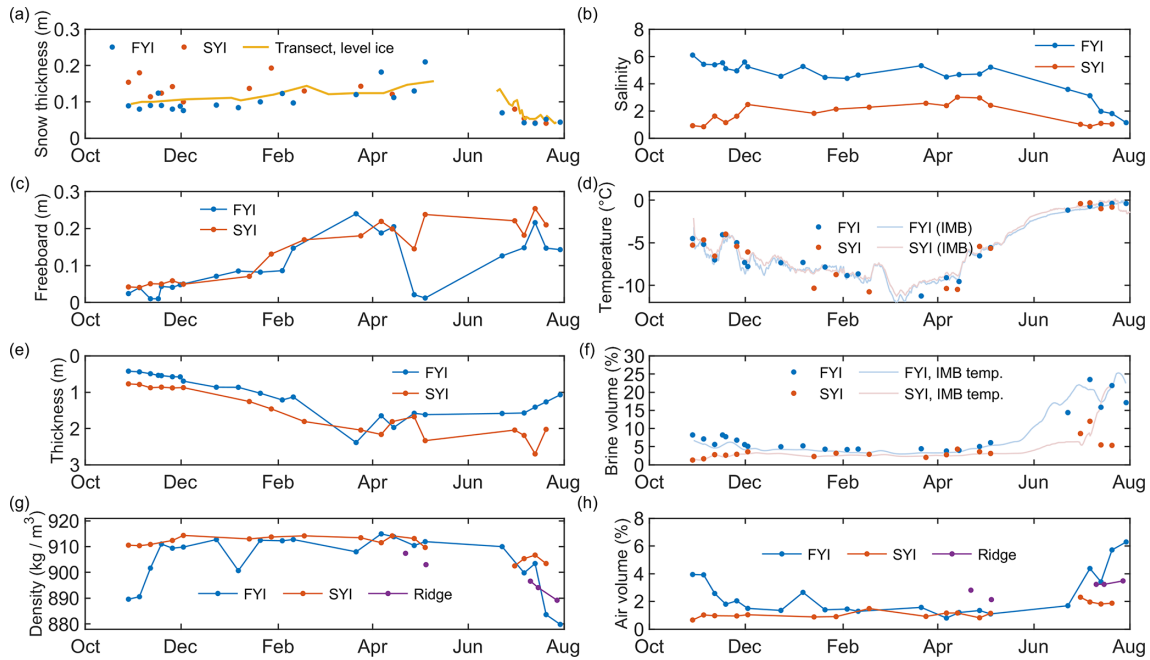 (a)
Snow thickness (m)
0.3
0.2
0.1
0
FYI
SYI
Transect, level ice
Oct
Dec
Feb
Apr
Jun
Aug
(b)
Salinity
8
6
4
2
0
FYI
SYI
Oct
Dec
Feb
Apr
Jun
Aug
(c)
Freeboard (m)
0.3
0.2
0.1
0
FYI
SYI
Oct
Dec
Feb
Apr
Jun
Aug
(d)
Temperature (°C)
0
-5
-10
FYI
SYI
FYI (IMB)
SYI (IMB)
Oct
Dec
Feb
Apr
Jun
Aug
(e)
Thickness (m)
0
1
2
3
FYI
SYI
Oct
Dec
Feb
Apr
Jun
Aug
(f)
Brine volume (%)
30
25
20
15
10
5
0
FYI
SYI
FYI, IMB temp.
SYI, IMB temp.
Oct
Dec
Feb
Apr
Jun
Aug
(g)
Density (kg / m³)
920
910
900
890
880
FYI
SYI
Ridge
Oct
Dec
Feb
Apr
Jun
Aug
(h)
Air volume (%)
8
6
4
2
0
FYI
SYI
Ridge
Oct
Dec
Feb
Apr
Jun
Aug